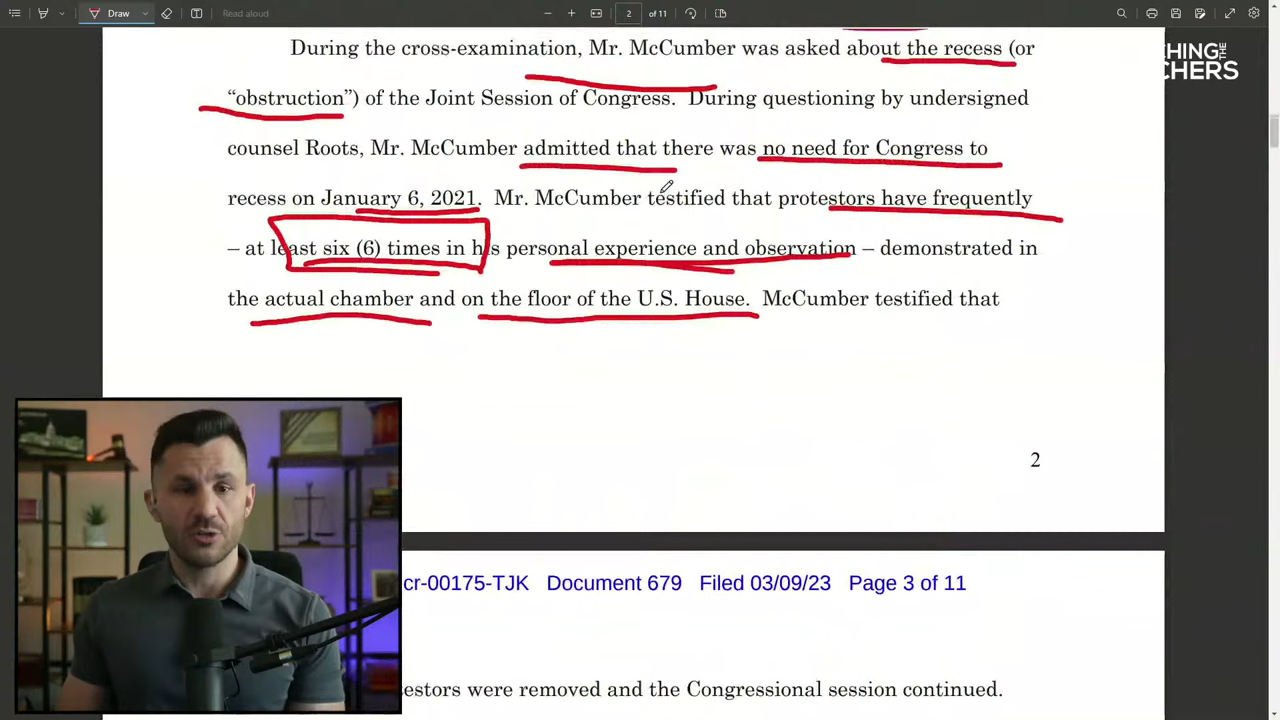 Draw
Read aloud
2 of 11
CHING THE
CHERS
During the cross-examination, Mr. McCumber was asked about the recess (or
“obstruction”) of the Joint Session of Congress. During questioning by undersigned
counsel Roots, Mr. McCumber admitted that there was no need for Congress to
recess on January 6, 2021. Mr. McCumber testified that protestors have frequently
– at least six (6) times in his personal experience and observation – demonstrated in
the actual chamber and on the floor of the U.S. House. McCumber testified that
2
cr-00175-TJK Document 679 Filed 03/09/23 Page 3 of 11
testors were removed and the Congressional session continued.